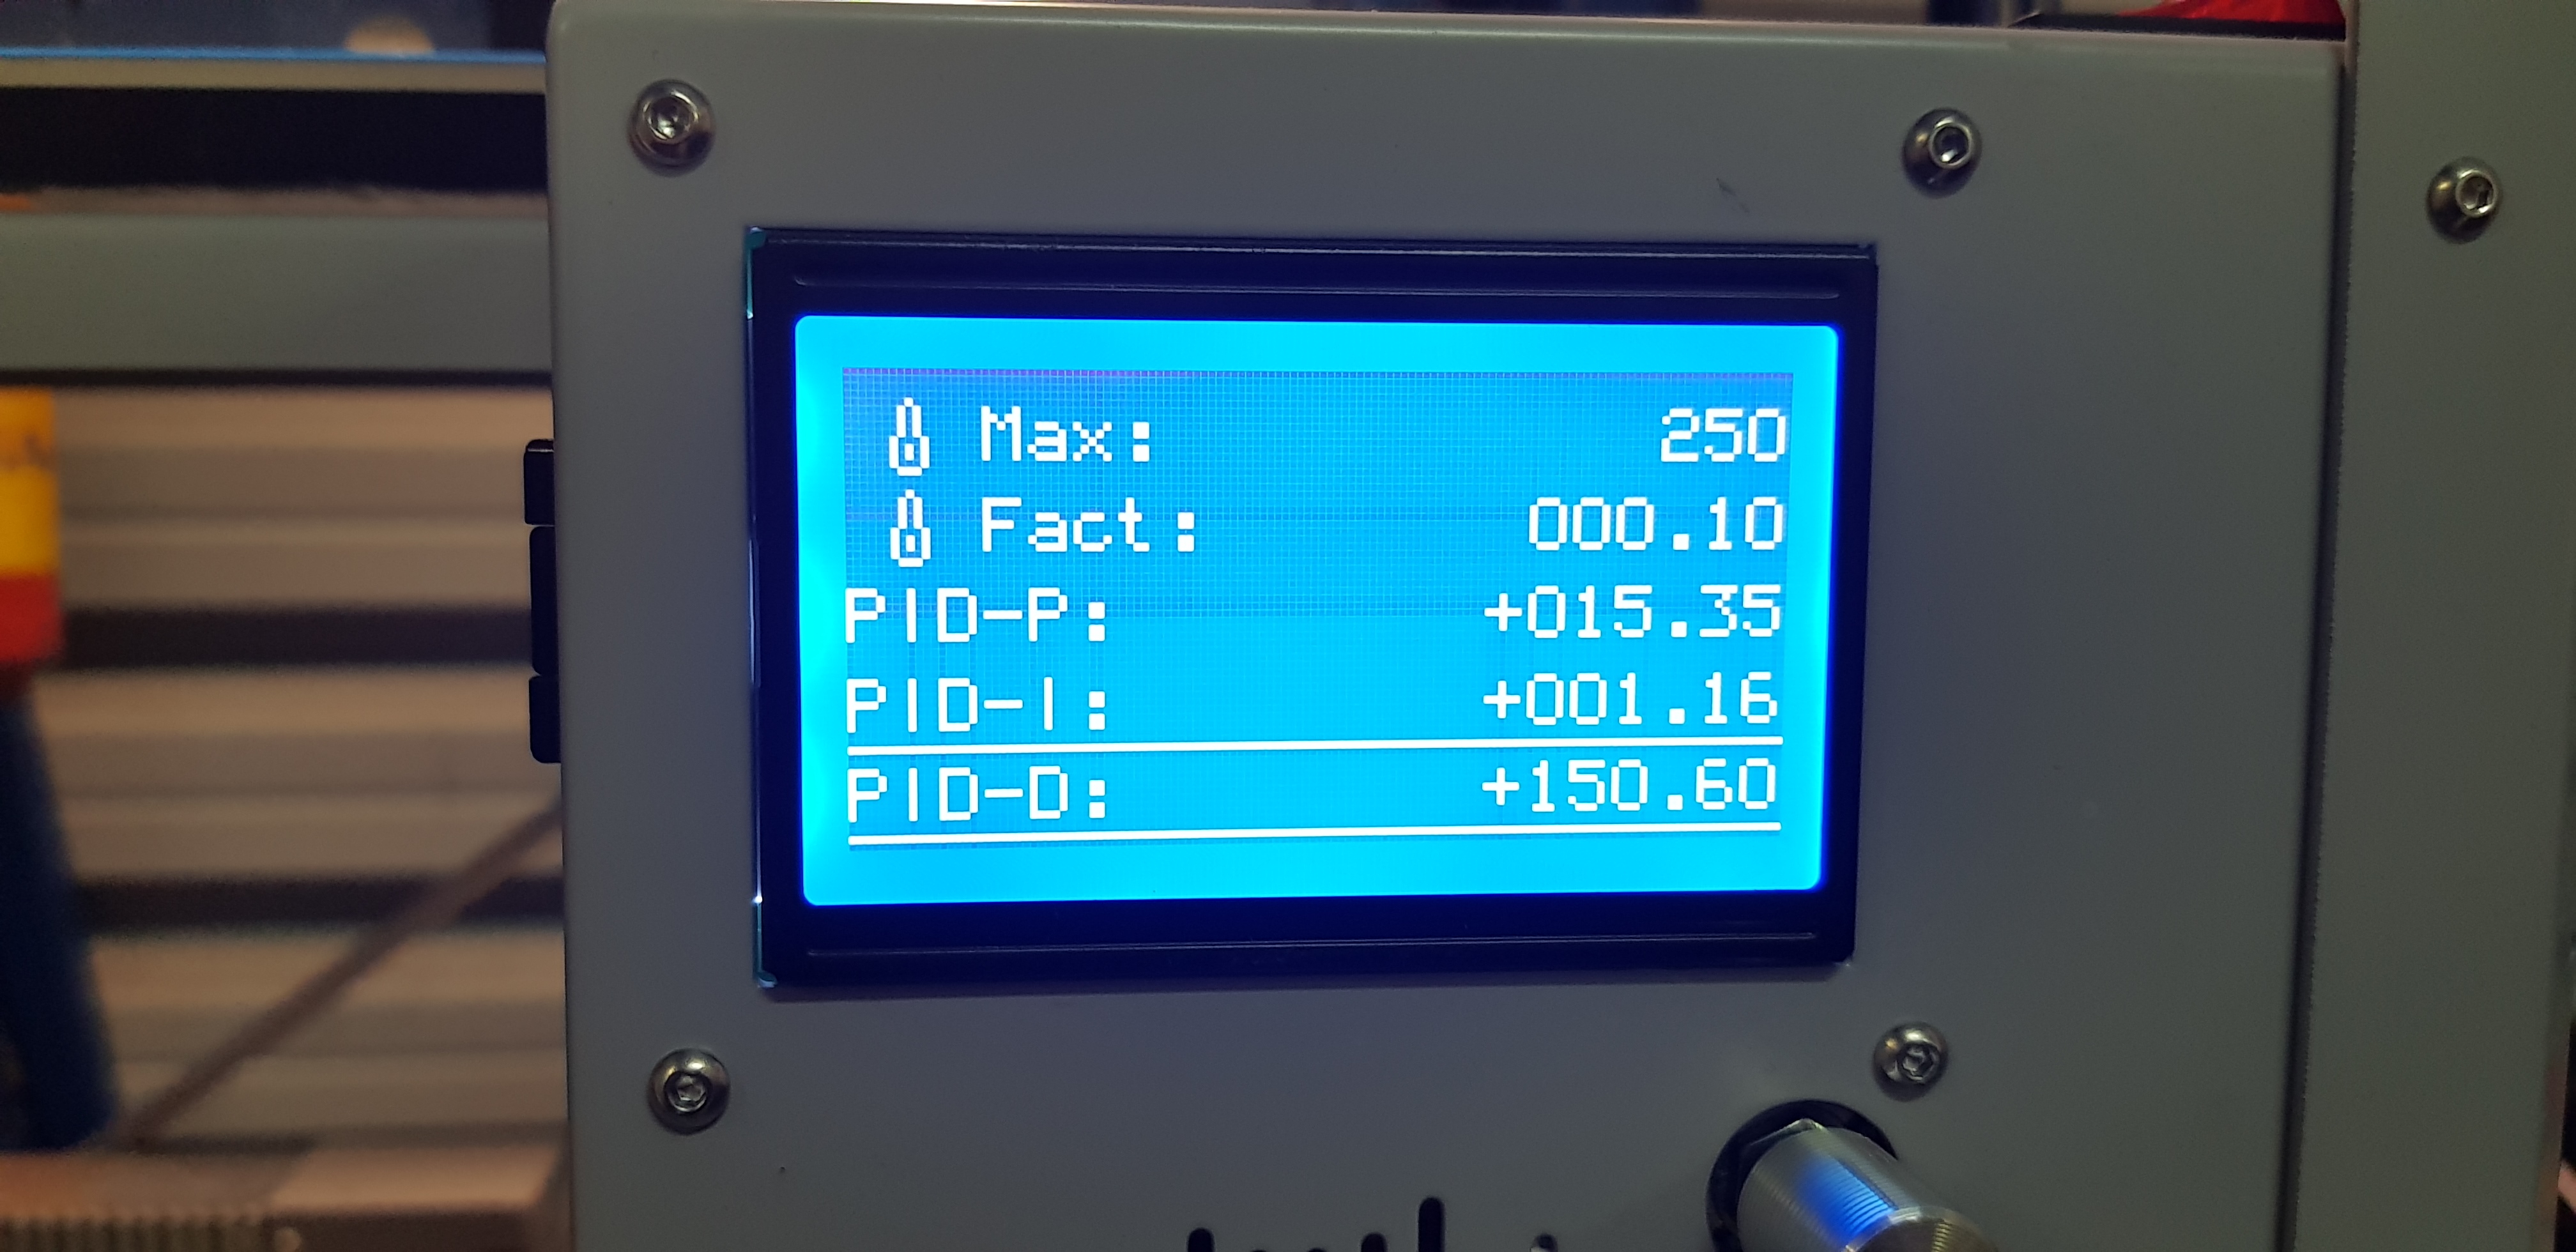 Max: 250
Fact: 000.10
PID-P: +015.35
PID-I: +001.16
PID-D: +150.60